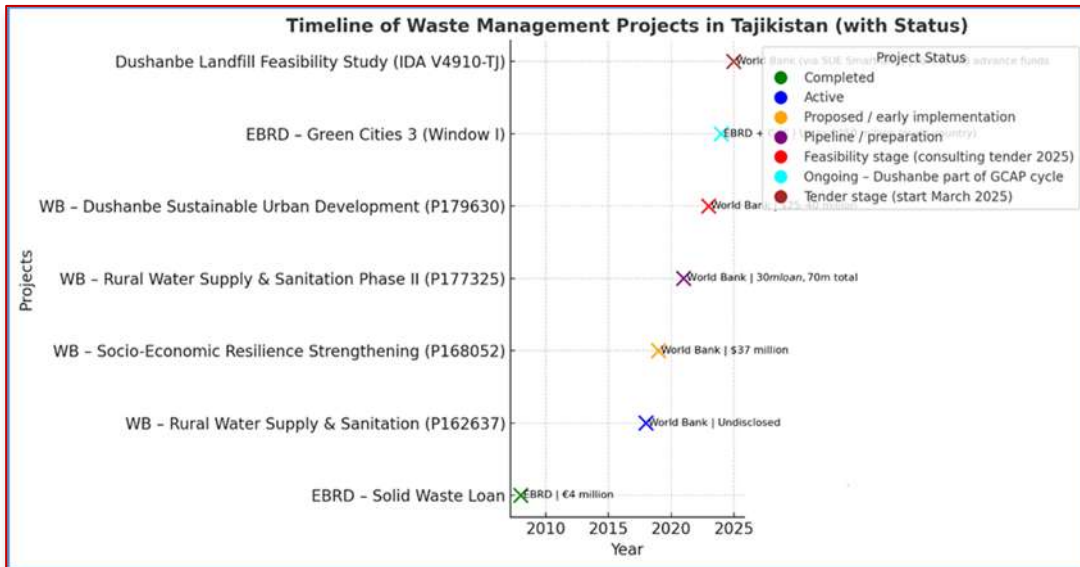 Timeline of Waste Management Projects in Tajikistan (with Status)
Dushanbe Landfill Feasibility Study (IDA V4910-TJ)
World Bank (via SUE advance funds
EBRD – Green Cities 3 (Window I)
EBRD +
WB – Dushanbe Sustainable Urban Development (P179630)
World Bank | million
WB – Rural Water Supply & Sanitation Phase II (P177325)
World Bank | 30mloan, 70m total
WB – Socio-Economic Resilience Strengthening (P168052)
World Bank | $37 million
WB – Rural Water Supply & Sanitation (P162637)
World Bank | Undisclosed
EBRD – Solid Waste Loan
EBRD | €4 million
Project Status
Completed
Active
Proposed / early implementation
Pipeline / preparation
Feasibility stage (consulting tender 2025)
Ongoing – Dushanbe part of GCAP cycle
Tender stage (start March 2025)
Projects
2010 2015 2020 2025
Year